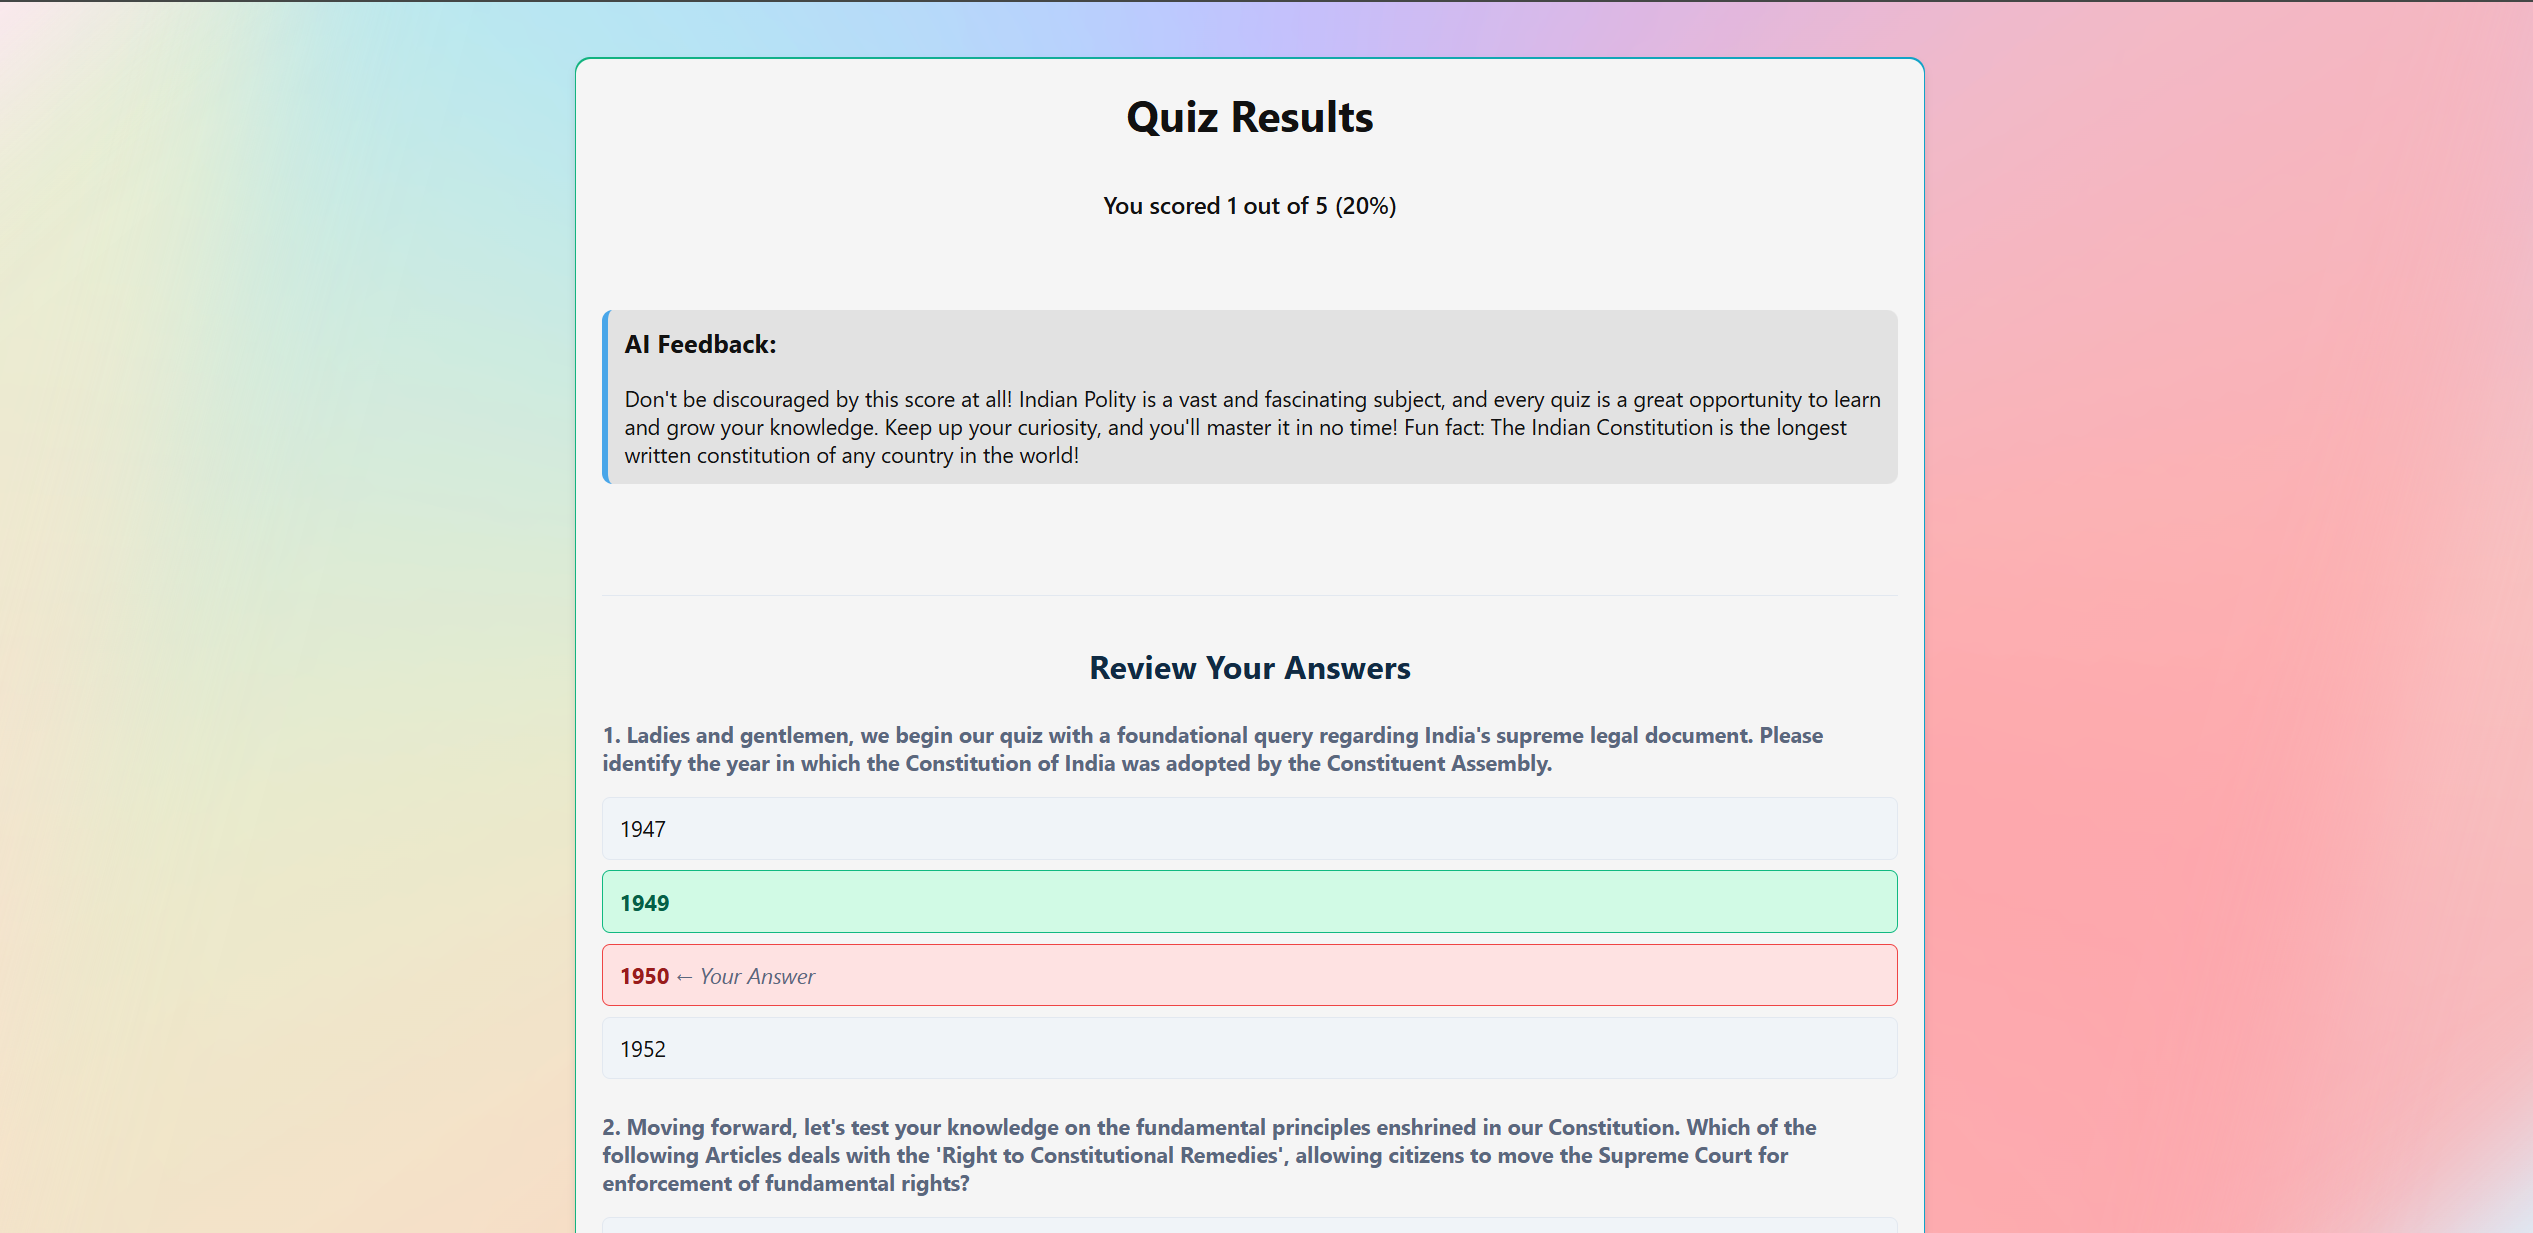 Quiz Results
You scored 1 out of 5 (20%)
AI Feedback:
Don't be discouraged by this score at all! Indian Polity is a vast and fascinating subject, and every quiz is a great opportunity to learn
and grow your knowledge. Keep up your curiosity, and you'll master it in no time! Fun fact: The Indian Constitution is the longest
written constitution of any country in the world!
Review Your Answers
1. Ladies and gentlemen, we begin our quiz with a foundational query regarding India's supreme legal document. Please
identify the year in which the Constitution of India was adopted by the Constituent Assembly.
1947
1949
1950 ← Your Answer
1952
2. Moving forward, let's test your knowledge on the fundamental principles enshrined in our Constitution. Which of the
following Articles deals with the 'Right to Constitutional Remedies', allowing citizens to move the Supreme Court for
enforcement of fundamental rights?